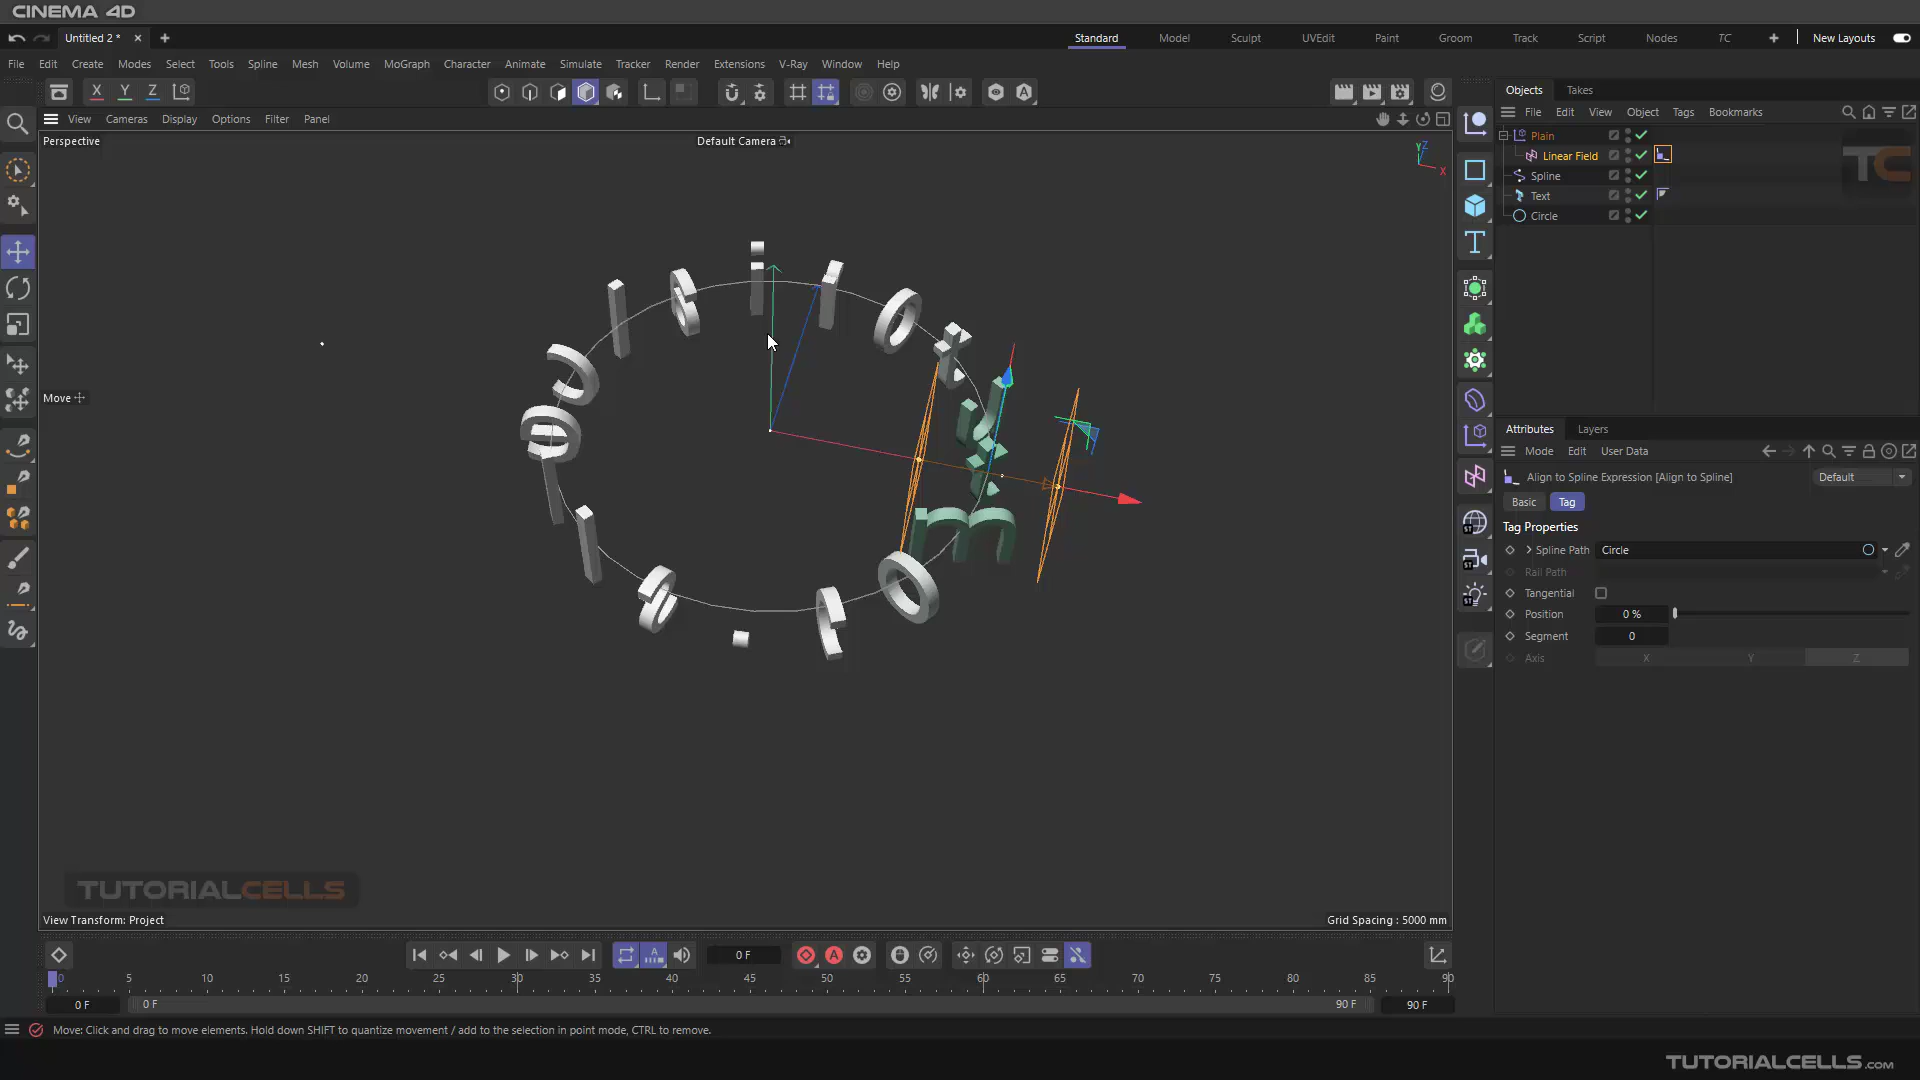 CINEMA 4D
Untitled 2 *
Standard
Model
Sculpt
UVEdit
Paint
Groom
Track
Script
Nodes
TC
New Layouts
File Edit Create Modes Select Tools Spline Mesh Volume MoGraph Character Animate Simulate Tracker Render Extensions V-Ray Window Help
X Y Z
View Cameras Display Options Filter Panel
Perspective
Default Camera
Y Z X
Move
Objects Takes
File Edit View Object Tags Bookmarks
Plain
Linear Field
Spline
Text
Circle
TC
Attributes Layers
Mode Edit User Data
Align to Spline Expression [Align to Spline]
Default
Basic Tag
Tag Properties
Spline Path Circle
Rail Path
Tangential
Position 0 %
Segment 0
Axis X Y Z
ST
ST
ST
TUTORIALCELLS
View Transform: Project
Grid Spacing : 5000 mm
0 F
0 5 10 15 20 25 30 35 40 45 50 55 60 65 70 75 80 85 90
0 F
0 F
90 F
90 F
Move: Click and drag to move elements. Hold down SHIFT to quantize movement / add to the selection in point mode, CTRL to remove.
TUTORIALCELLS.com